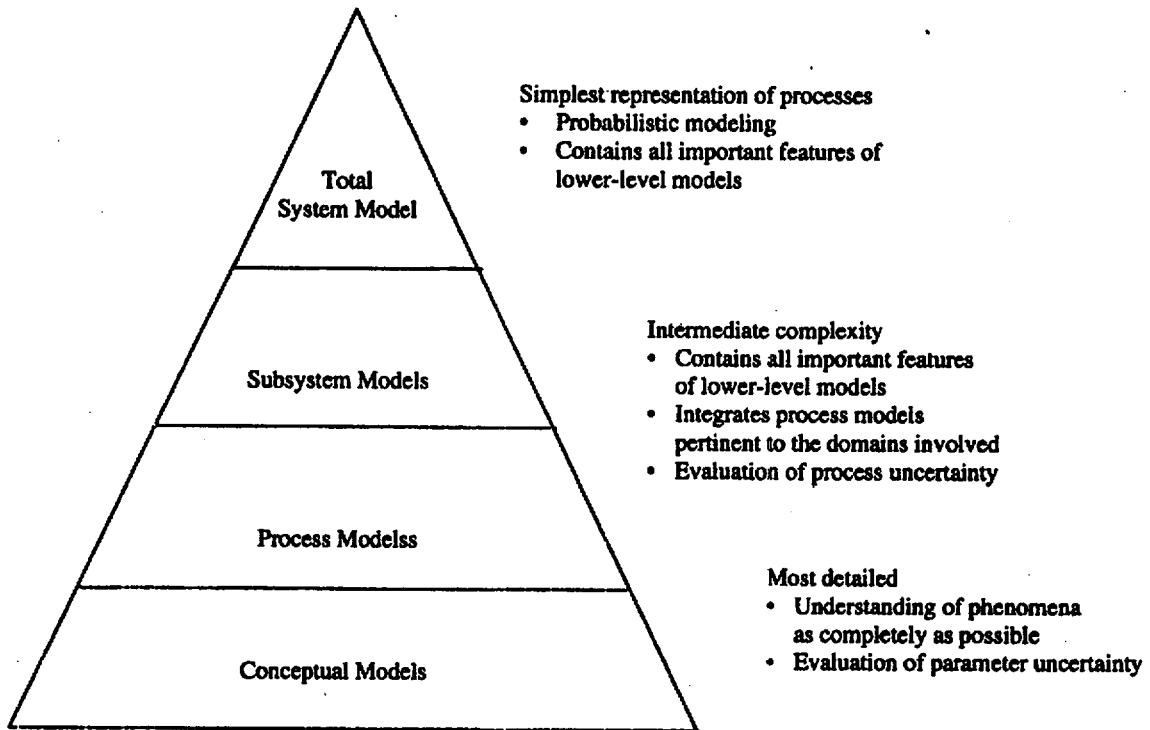 Simplest representation of processes
• Probabilistic modeling
• Contains all important features of
lower-level models
Total
System Model
Intermediate complexity
• Contains all important features
of lower-level models
• Integrates process models
pertinent to the domains involved
• Evaluation of process uncertainty
Subsystem Models
Process Modelss
Most detailed
• Understanding of phenomena
as completely as possible
• Evaluation of parameter uncertainty
Conceptual Models